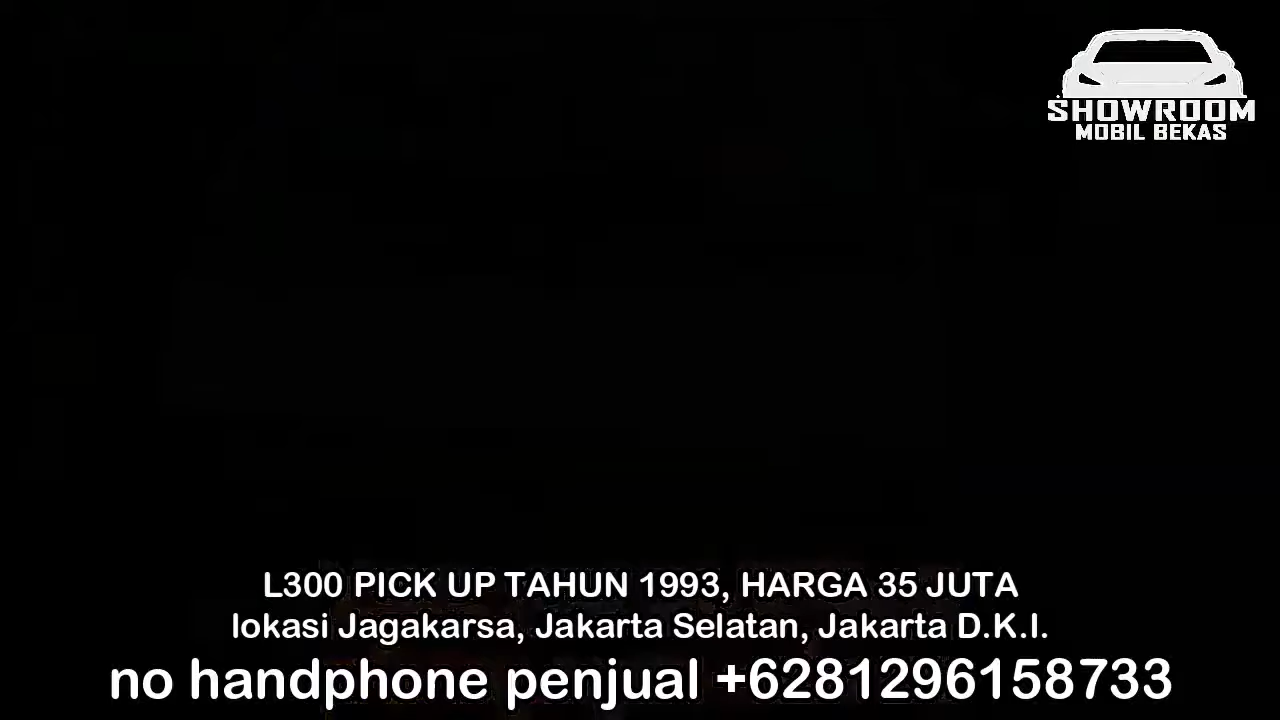 SHOWROOM
MOBIL BEKAS
L300 PICK UP TAHUN 1993, HARGA 35 JUTA
lokasi Jagakarsa, Jakarta Selatan, Jakarta D.K.I.
no handphone penjual +6281296158733